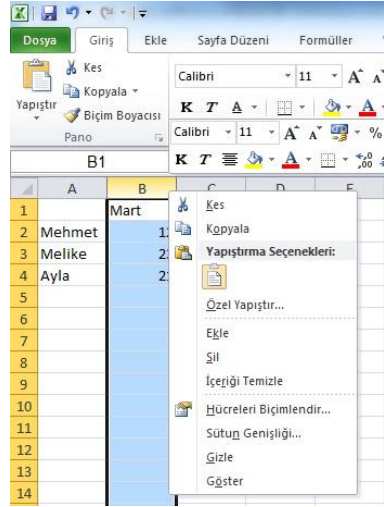 Dosya Giriş Ekle Sayfa Düzeni Formüller
Kes
Kopyala
Biçim Boyacısı
Yapıştır
Pano
Calibri 11 A A
K T A A
Calibri 11 A A %
K T A
B1
A B C D E
1 Mart
2 Mehmet
3 Melike
4 Ayla
5
6
7
8
9
10
11
12
13
14
Kes
Kopyala
Yapıştırma Seçenekleri:
Özel Yapıştır...
Ekle
Sil
İçeriği Temizle
Hücreleri Biçimlendir...
Sütun Genişliği...
Gizle
Göster